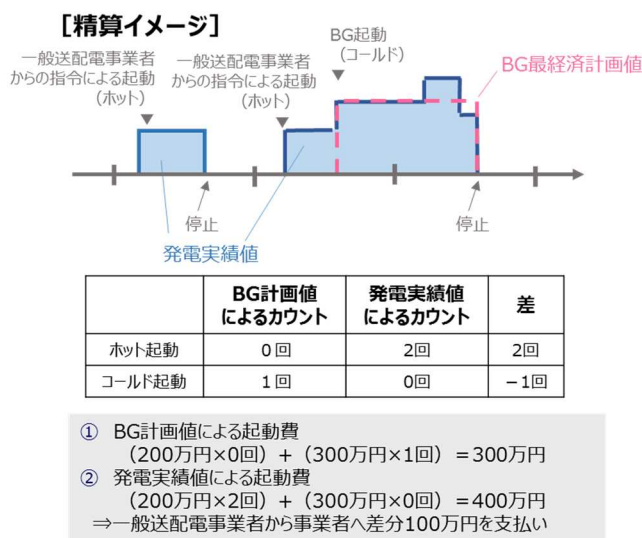 ［精算イメージ］
一般送配電事業者
からの指令による起動
（ホット）
一般送配電事業者
からの指令による起動
（ホット）
BG起動
（コールド）
BG最経済計画値
停止
停止
発電実績値
BG計画値
によるカウント
発電実績値
によるカウント
差
ホット起動 0回 2回 2回
コールド起動 1回 0回 −1回
① BG計画値による起動費
（200万円×0回）+（300万円×1回）＝300万円
② 発電実績値による起動費
（200万円×2回）+（300万円×0回）＝400万円
⇒一般送配電事業者から事業者へ差分100万円を支払い